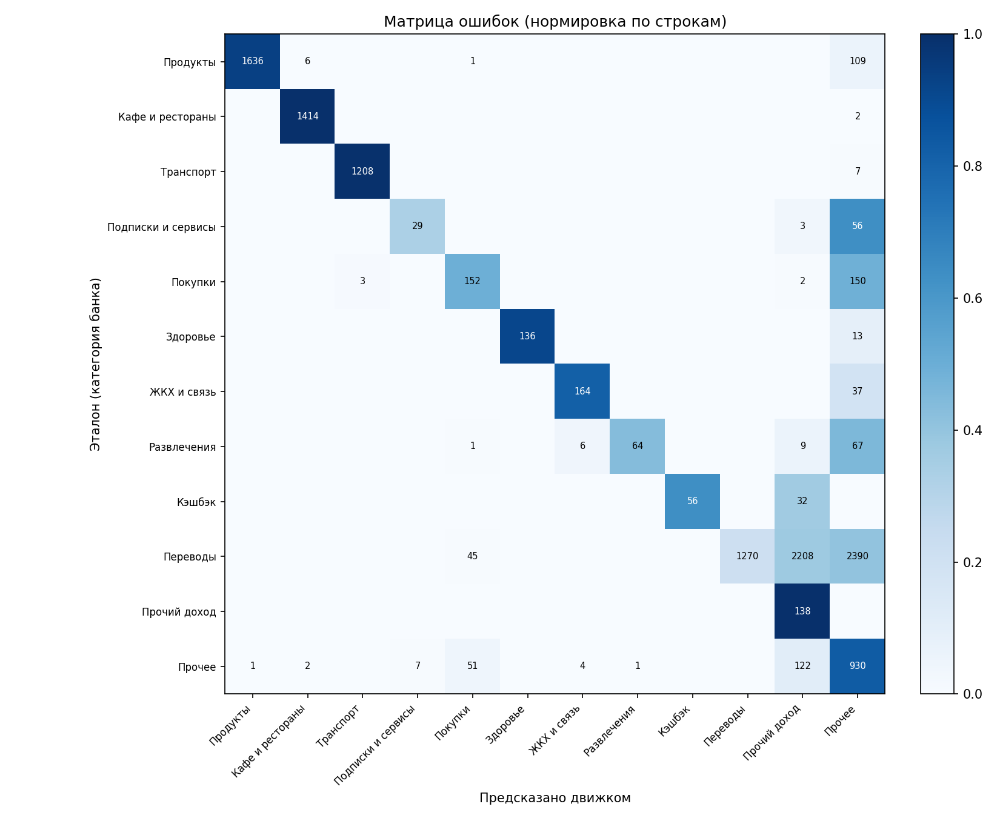 Матрица ошибок (нормировка по строкам)
Эталон (категория банка)
Продукты 1636 6 1 109
Кафе и рестораны 1414 2
Транспорт 1208 7
Подписки и сервисы 29 3 56
Покупки 3 152 2 150
Здоровье 136 13
ЖКХ и связь 164 37
Развлечения 1 6 64 9 67
Кэшбэк 56 32
Переводы 45 1270 2208 2390
Прочий доход 138
Прочее 1 2 7 51 4 1 122 930
Продукты
Кафе и рестораны
Транспорт
Подписки и сервисы
Покупки
Здоровье
ЖКХ и связь
Развлечения
Кэшбэк
Переводы
Прочий доход
Прочее
Предсказано движком
1.0
0.8
0.6
0.4
0.2
0.0